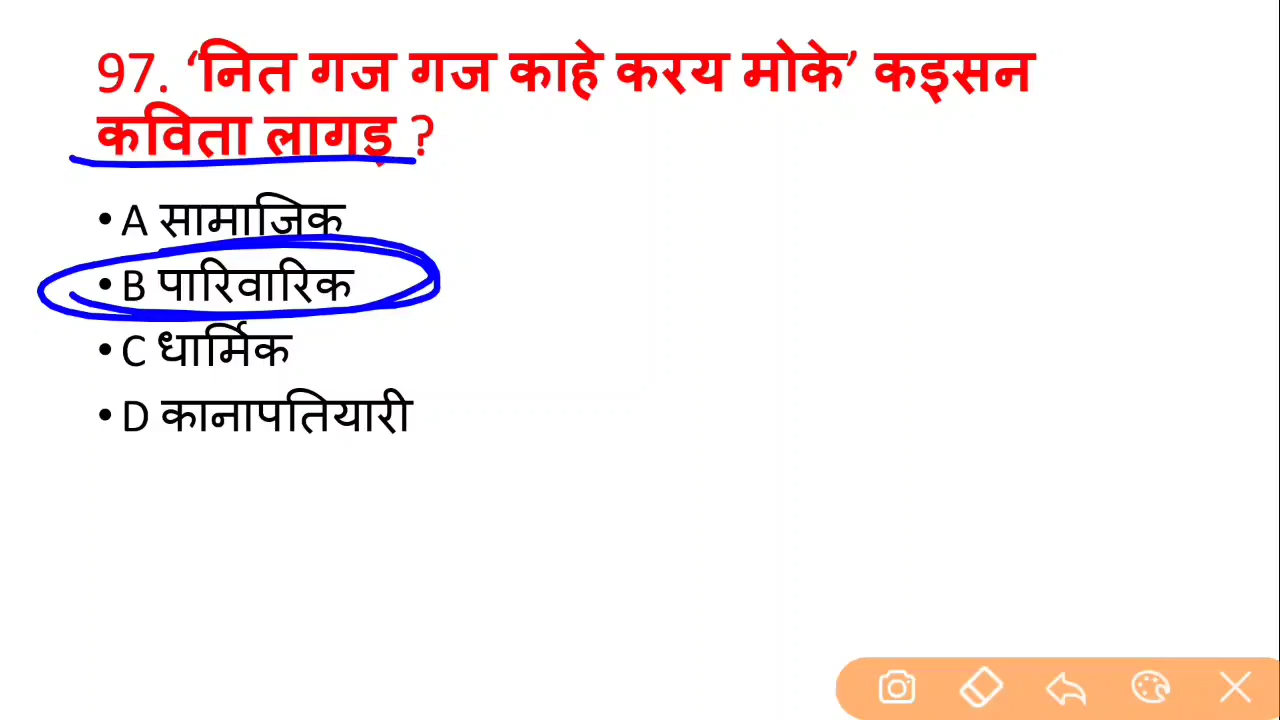 97. ‘नित गज गज काहे करय मोके’ कइसन
कविता लागइ ?
• A सामाजिक
• B पारिवारिक
• C धार्मिक
• D कानापतियारी